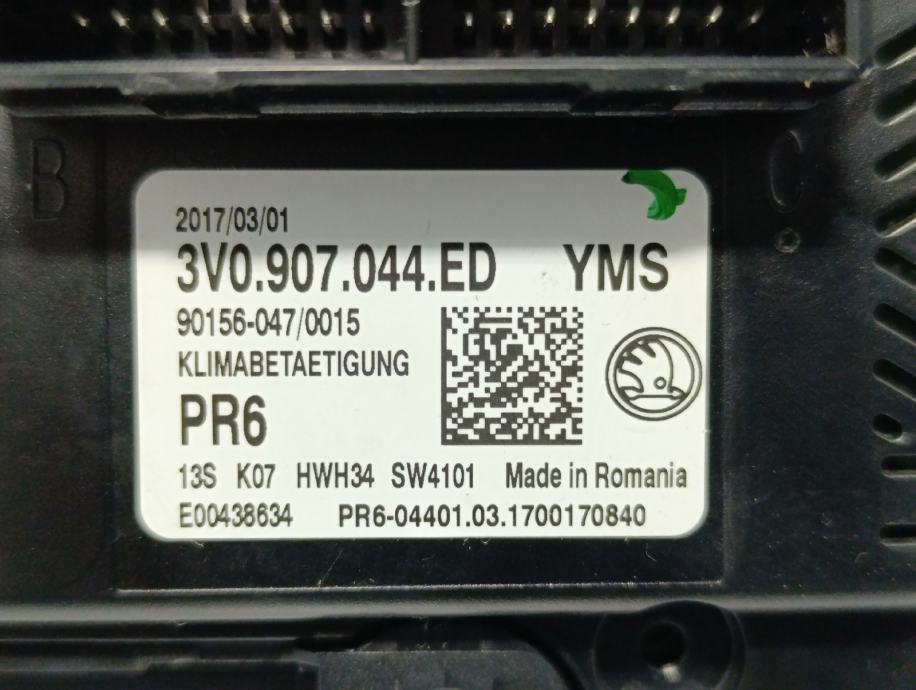 B
C
2017/03/01
3V0.907.044.ED YMS
90156-047/0015
KLIMABETAETIGUNG
PR6
13S K07 HWH34 SW4101 Made in Romania
E00438634 PR6-04401.03.1700170840